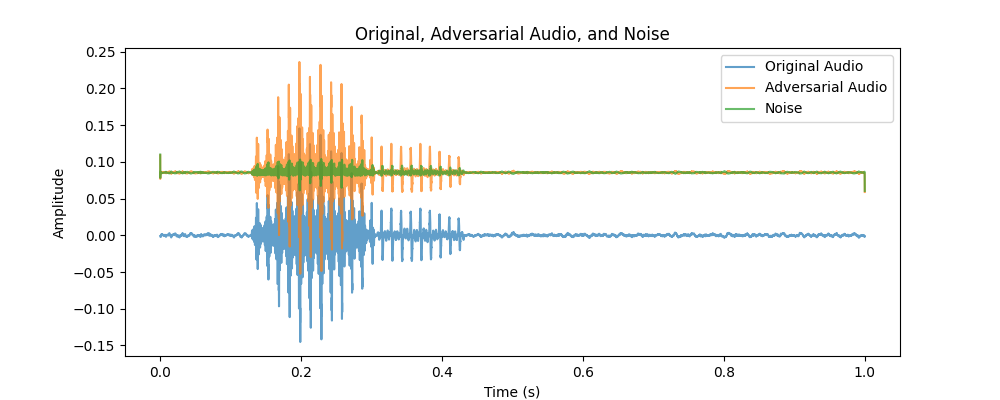 Original, Adversarial Audio, and Noise
Original Audio
Adversarial Audio
Noise
Amplitude
0.25
0.20
0.15
0.10
0.05
0.00
−0.05
−0.10
−0.15
0.0 0.2 0.4 0.6 0.8 1.0
Time (s)